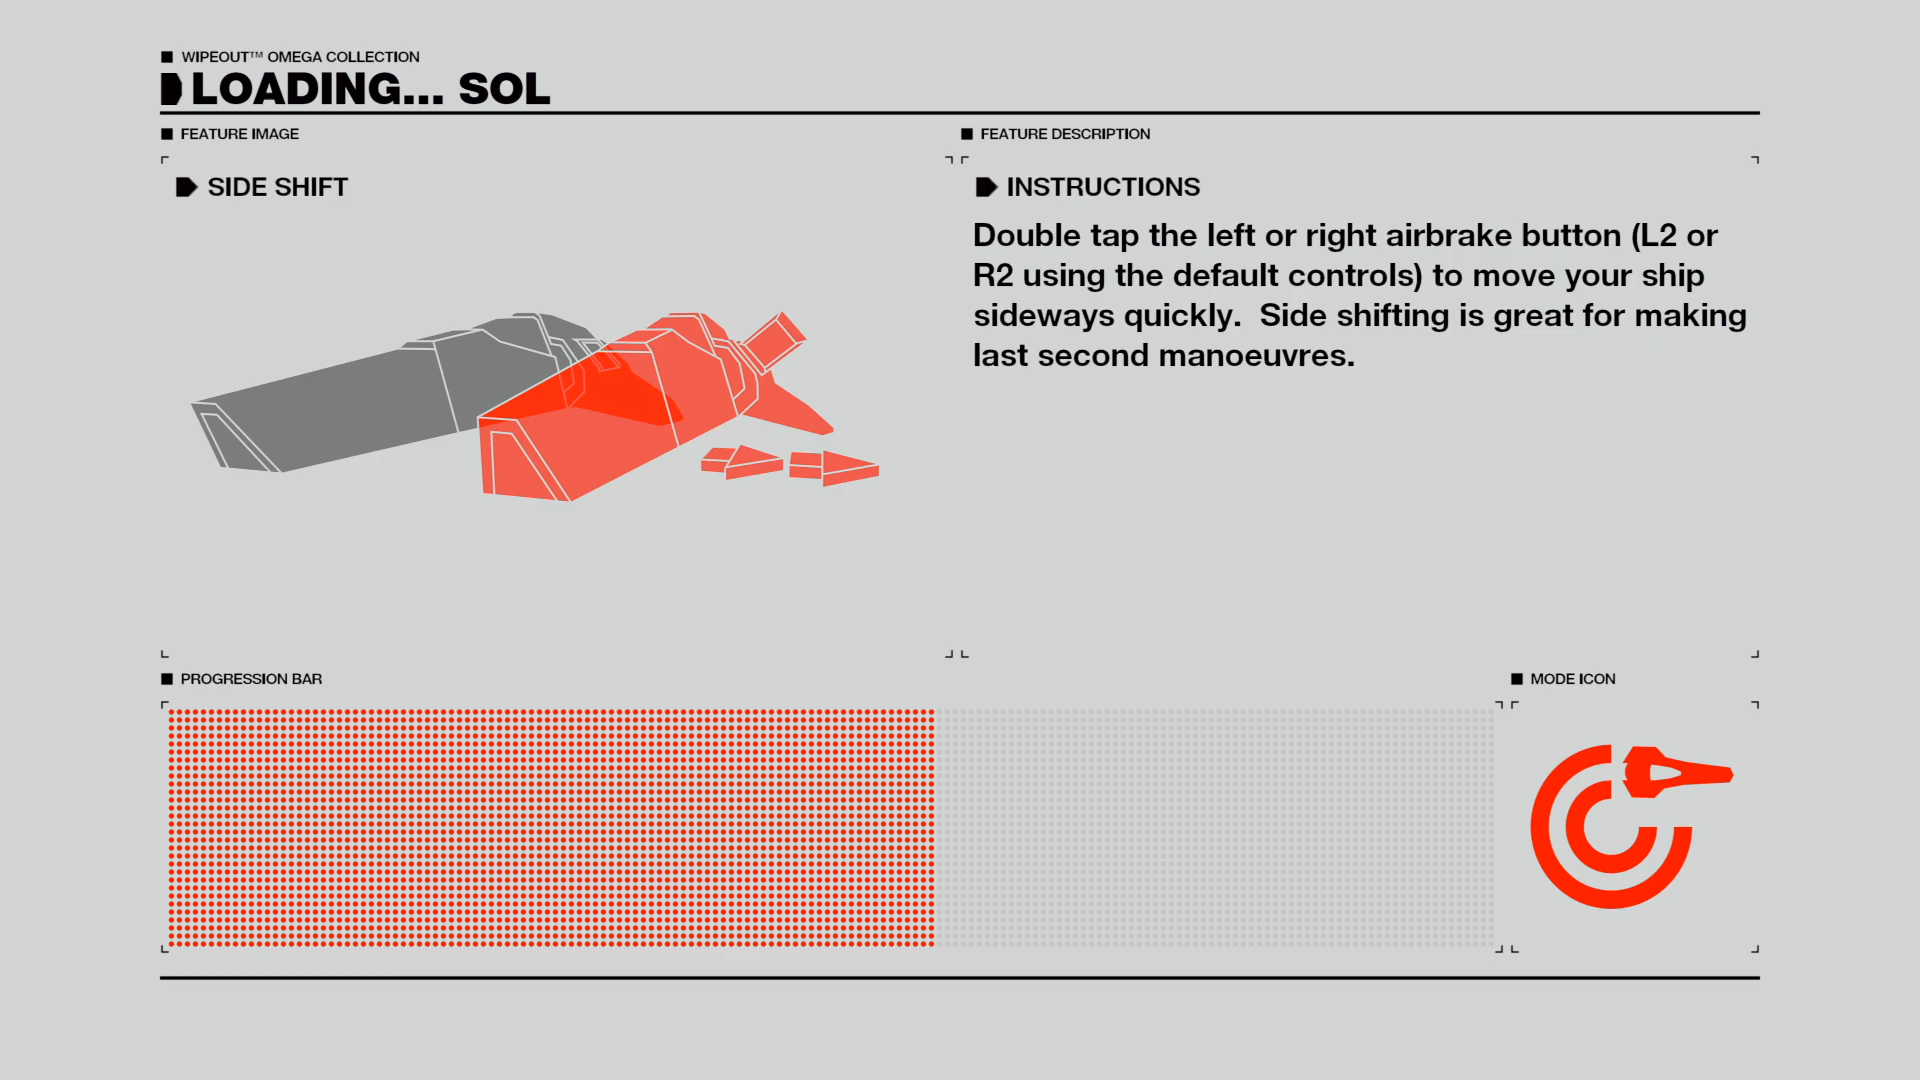 WIPEOUT™ OMEGA COLLECTION
LOADING... SOL
FEATURE IMAGE
SIDE SHIFT
FEATURE DESCRIPTION
INSTRUCTIONS
Double tap the left or right airbrake button (L2 or
R2 using the default controls) to move your ship
sideways quickly.  Side shifting is great for making
last second manoeuvres.
PROGRESSION BAR
MODE ICON